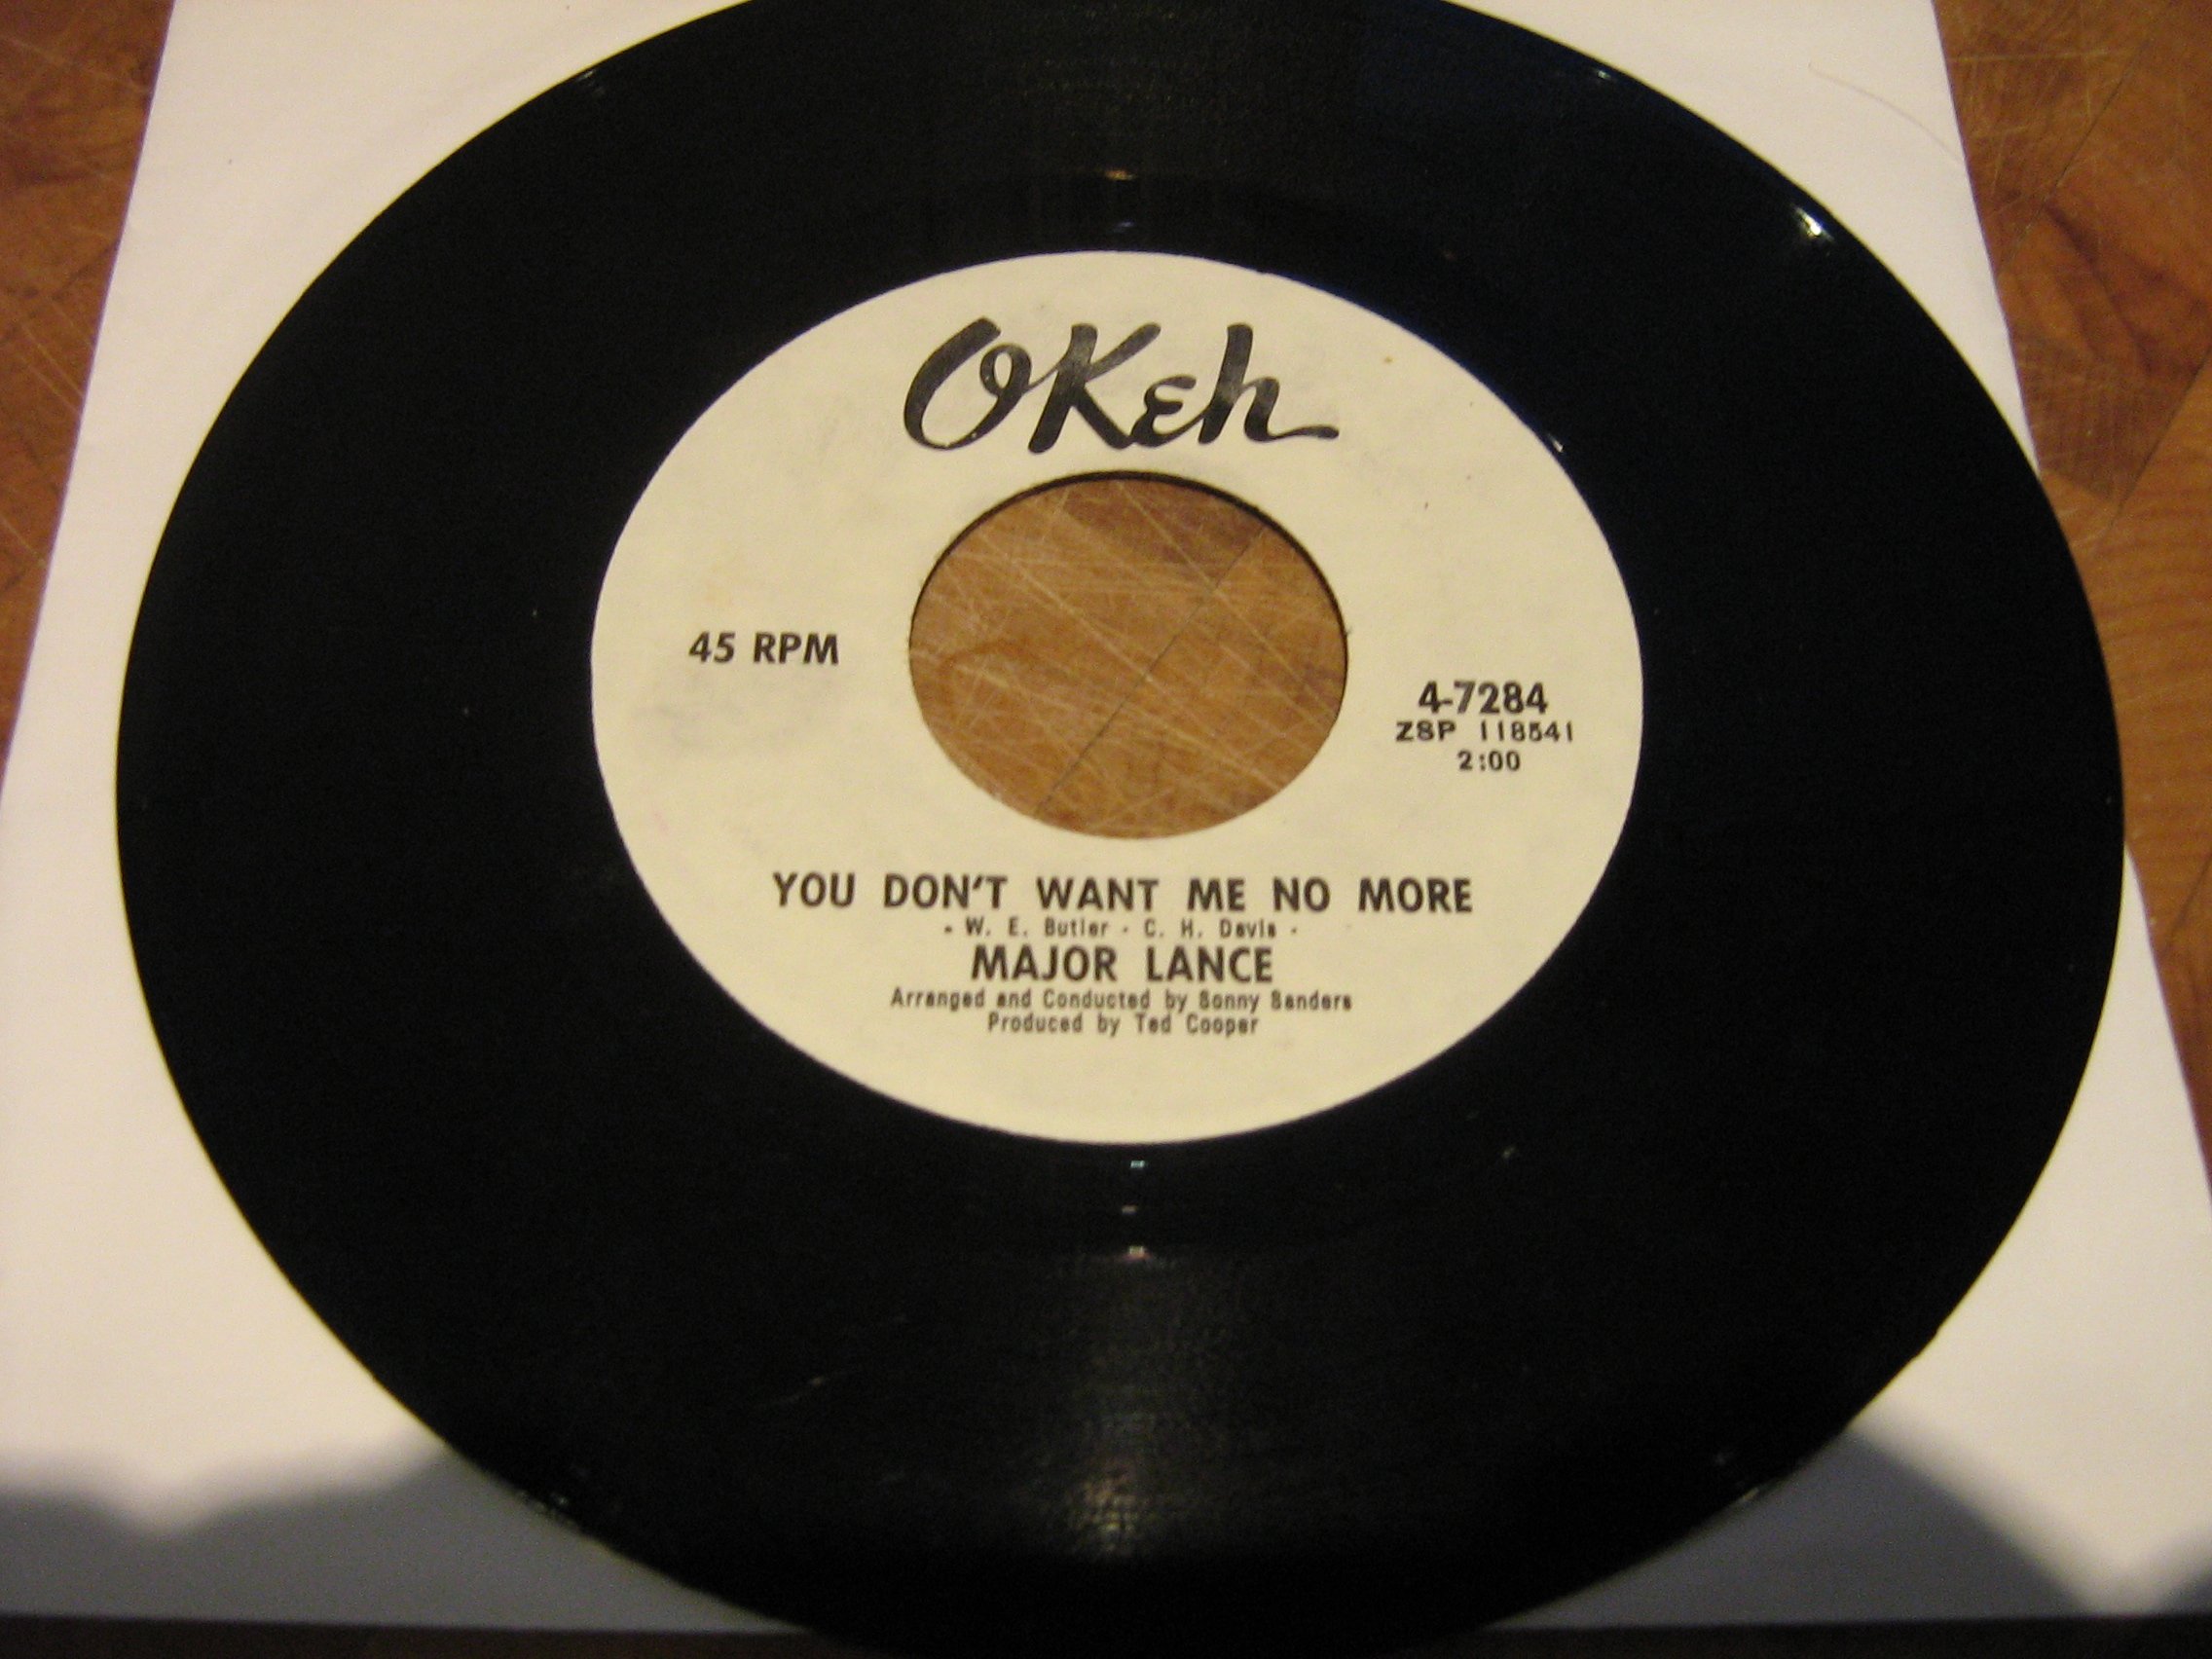 OKeh
45 RPM
4-7284
ZSP 118541
2:00
YOU DON'T WANT ME NO MORE
- W. E. Butler - C. H. Davis -
MAJOR LANCE
Arranged and Conducted by Sonny Sanders
Produced by Ted Cooper